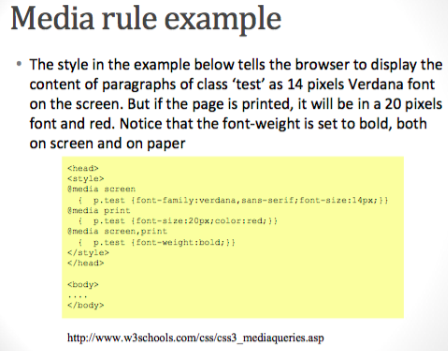 Media rule example
• The style in the example below tells the browser to display the
content of paragraphs of class ‘test’ as 14 pixels Verdana font
on the screen. But if the page is printed, it will be in a 20 pixels
font and red. Notice that the font-weight is set to bold, both
on screen and on paper
<head>
<style>
@media screen
{ p.test {font-family:verdana,sans-serif;font-size:14px;}}
@media print
{ p.test {font-size:20px;color:red;}}
@media screen,print
{ p.test {font-weight:bold;}}
</style>
</head>
<body>
....
</body>
http://www.w3schools.com/css/css3_mediaqueries.asp